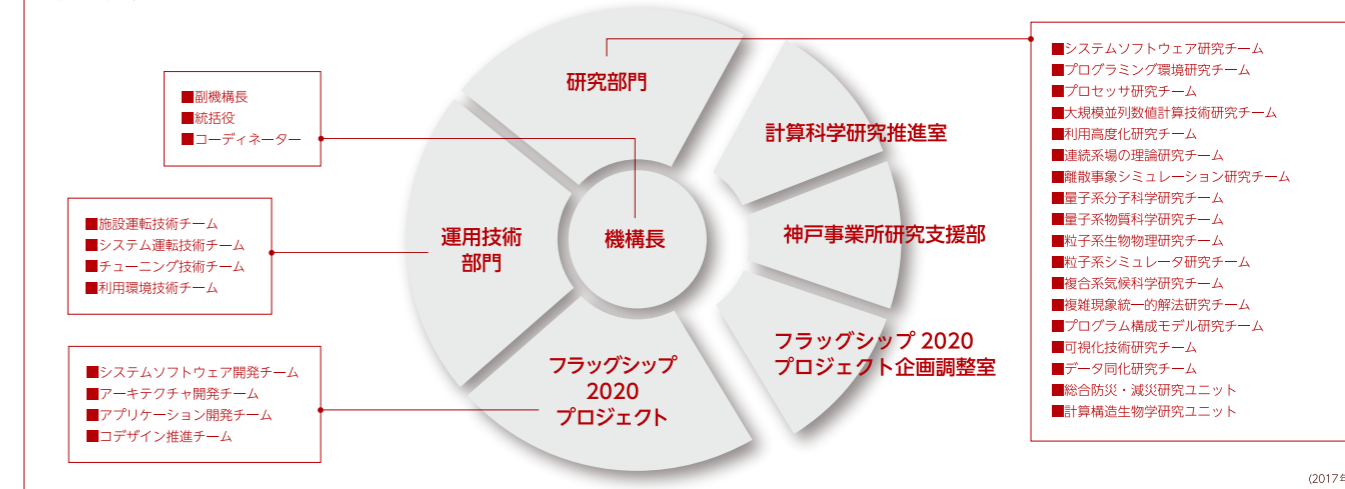 研究部門
■副機構長
■統括役
■コーディネーター
■施設運転技術チーム
■システム運転技術チーム
■チューニング技術チーム
■利用環境技術チーム
■システムソフトウェア開発チーム
■アーキテクチャ開発チーム
■アプリケーション開発チーム
■コデザイン推進チーム
運用技術
部門
機構長
フラッグシップ
2020
プロジェクト
計算科学研究推進室
神戸事業所研究支援部
フラッグシップ 2020
プロジェクト企画調整室
■システムソフトウェア研究チーム
■プログラミング環境研究チーム
■プロセッサ研究チーム
■大規模並列数値計算技術研究チーム
■利用高度化研究チーム
■連続系場の理論研究チーム
■離散事象シミュレーション研究チーム
■量子系分子科学研究チーム
■量子系物質科学研究チーム
■粒子系生物物理研究チーム
■粒子系シミュレータ研究チーム
■複合系気候科学研究チーム
■複雑現象統一的解法研究チーム
■プログラム構成モデル研究チーム
■可視化技術研究チーム
■データ同化研究チーム
■総合防災・減災研究ユニット
■計算構造生物学研究ユニット
(2017年